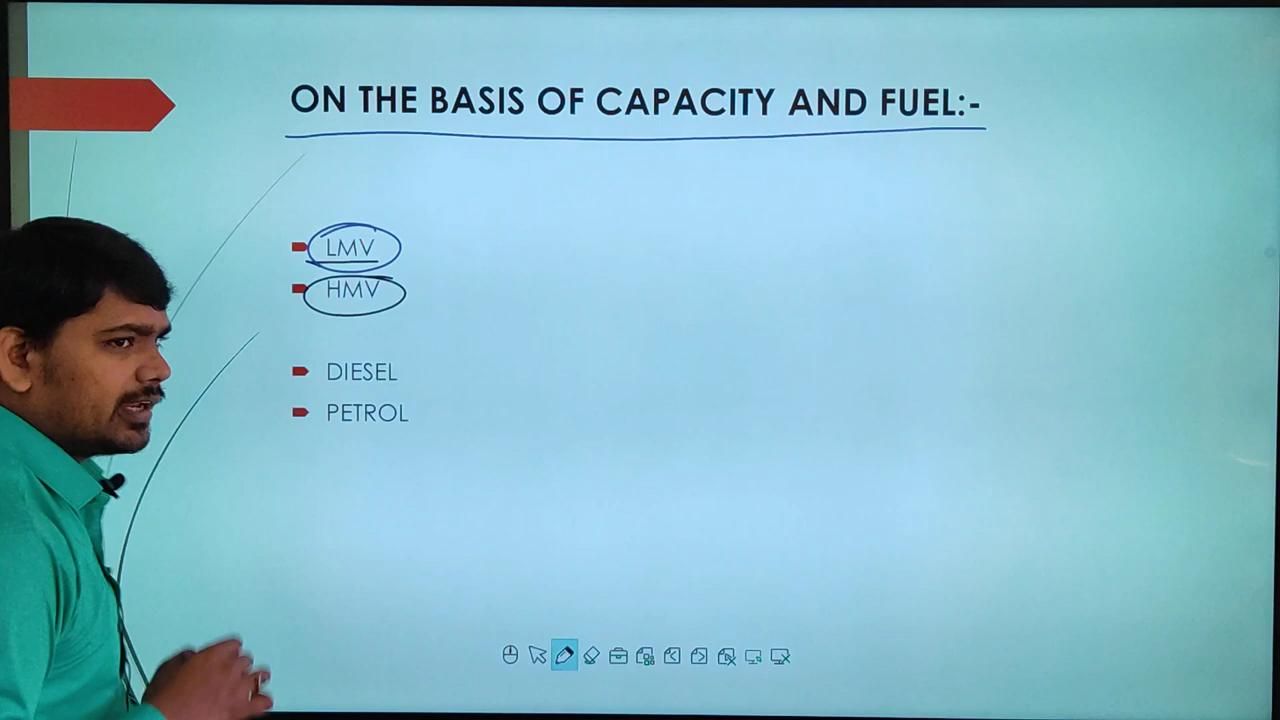 ON THE BASIS OF CAPACITY AND FUEL:-
LMV
HMV
DIESEL
PETROL